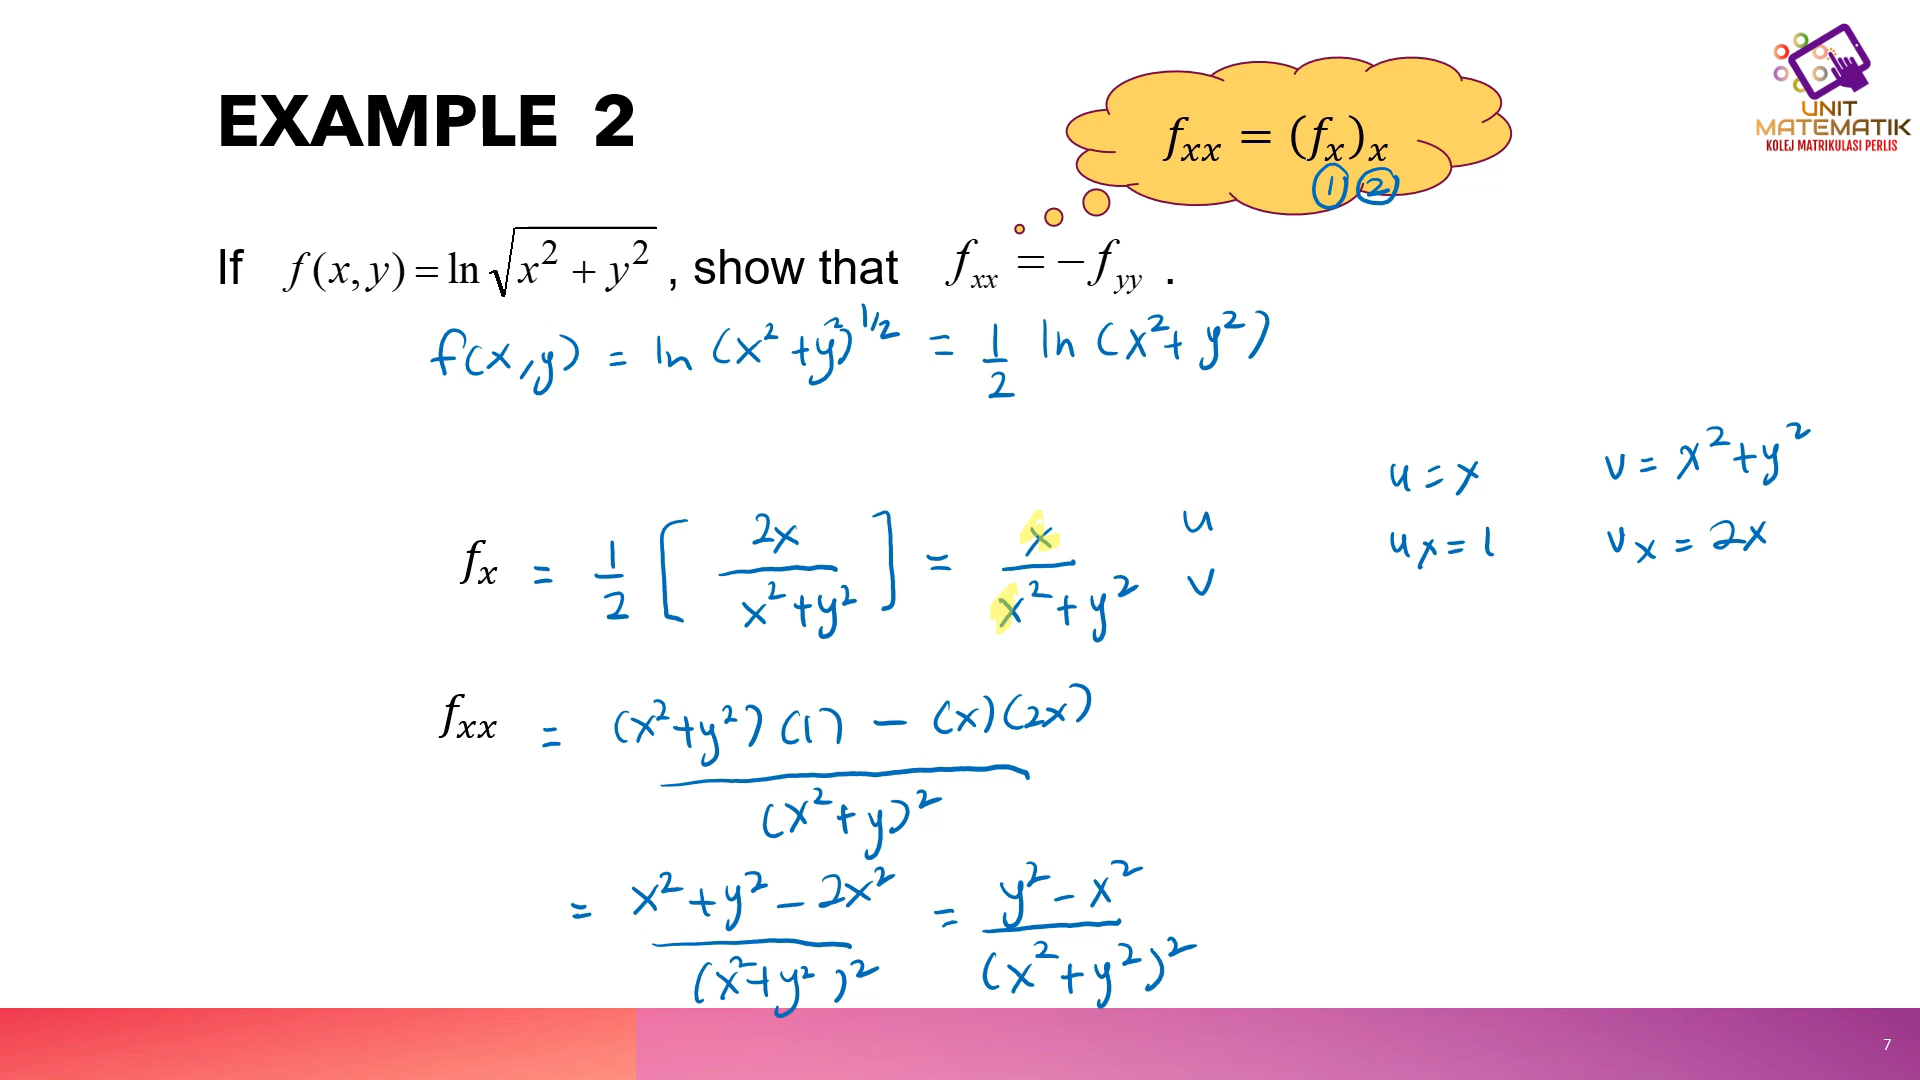 EXAMPLE 2
fxx = (fx)x
① ②
UNIT
MATEMATIK
KOLEJ MATRIKULASI PERLIS
If f(x, y) = ln √(x² + y²) , show that fxx = − fyy .
f(x,y) = ln (x² + y²)^1/2 = 1/2 ln (x² + y²)
u = x   v = x² + y²
ux = 1   vx = 2x
fx = 1/2 [ 2x / x² + y² ] = x / x² + y²   u   v
fxx = (x² + y²) (1) − (x)(2x) / (x² + y)²
= x² + y² − 2x² / (x² + y²)² = y² − x² / (x² + y²)²
7